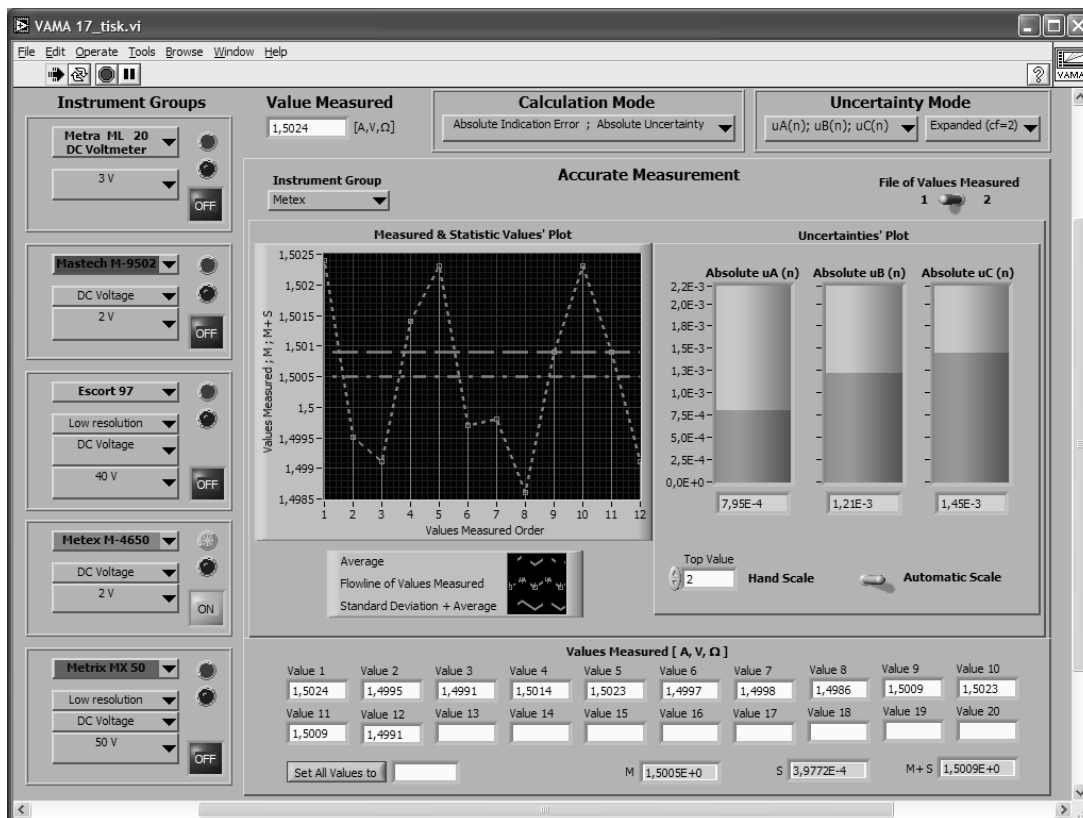 VAMA 17_tisk.vi
File Edit Operate Tools Browse Window Help
VAMA
Instrument Groups
Metra ML 20
DC Voltmeter
3 V
OFF
Mastech M-9502
DC Voltage
2 V
OFF
Escort 97
Low resolution
DC Voltage
40 V
OFF
Metex M-4650
DC Voltage
2 V
ON
Metrix MX 50
Low resolution
DC Voltage
50 V
OFF
Value Measured
1,5024 [A,V,Ω]
Calculation Mode
Absolute Indication Error ; Absolute Uncertainty
Uncertainty Mode
uA(n); uB(n); uC(n) Expanded (cf=2)
Instrument Group
Metex
Accurate Measurement
File of Values Measured
1 2
Measured & Statistic Values' Plot
Values Measured ; M ; M+ S
1,5025
1,502
1,5015
1,501
1,5005
1,5
1,4995
1,499
1,4985
1 2 3 4 5 6 7 8 9 10 11 12
Values Measured Order
Average
Flowline of Values Measured
Standard Deviation + Average
Uncertainties' Plot
Absolute uA (n) Absolute uB (n) Absolute uC (n)
2,2E-3
2,0E-3
1,8E-3
1,5E-3
1,3E-3
1,0E-3
7,5E-4
5,0E-4
2,5E-4
0,0E+0
7,95E-4 1,21E-3 1,45E-3
Top Value
2 Hand Scale Automatic Scale
Values Measured [ A, V, Ω ]
Value 1 Value 2 Value 3 Value 4 Value 5 Value 6 Value 7 Value 8 Value 9 Value 10
1,5024 1,4995 1,4991 1,5014 1,5023 1,4997 1,4998 1,4986 1,5009 1,5023
Value 11 Value 12 Value 13 Value 14 Value 15 Value 16 Value 17 Value 18 Value 19 Value 20
1,5009 1,4991
Set All Values to M 1,5005E+0 S 3,9772E-4 M+ S 1,5009E+0